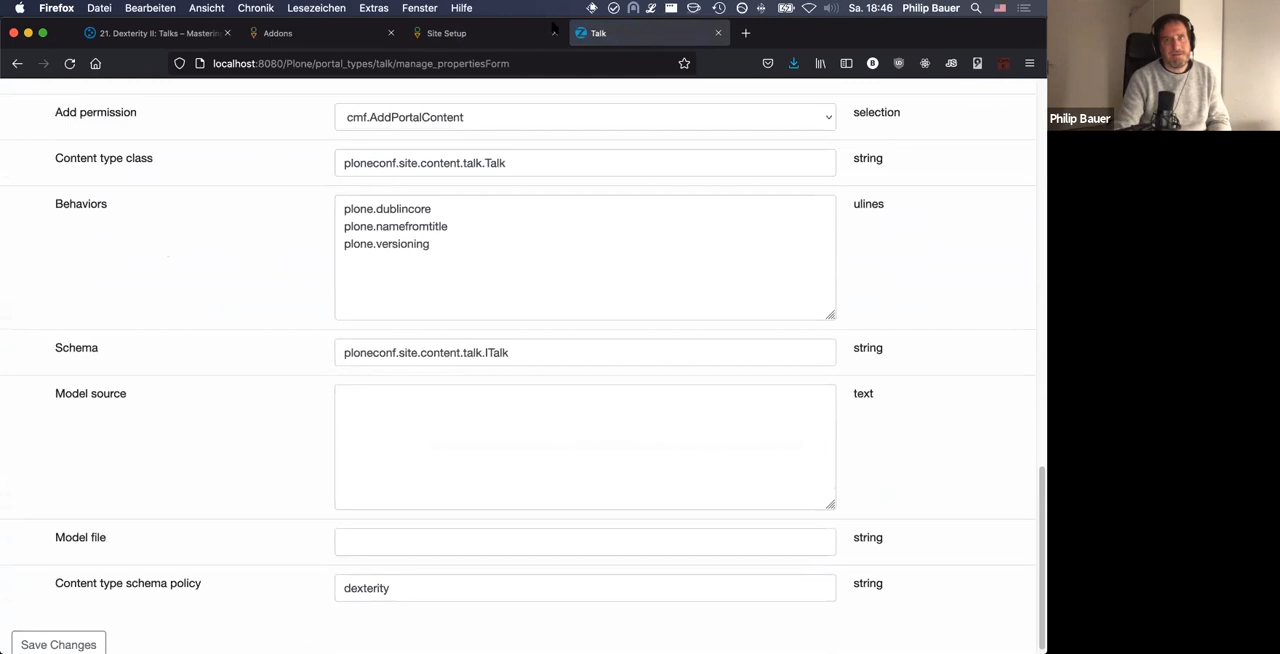 Firefox Datei Bearbeiten Ansicht Chronik Lesezeichen Extras Fenster Hilfe Sa. 18:46 Philip Bauer
21. Dexterity II: Talks – Masterin
Addons
Site Setup
Talk
localhost:8080/Plone/portal_types/talk/manage_propertiesForm
Philip Bauer
Add permission cmf.AddPortalContent selection
Content type class ploneconf.site.content.talk.Talk string
Behaviors plone.dublincore ulines
plone.namefromtitle
plone.versioning
Schema ploneconf.site.content.talk.ITalk string
Model source text
Model file string
Content type schema policy dexterity string
Save Changes